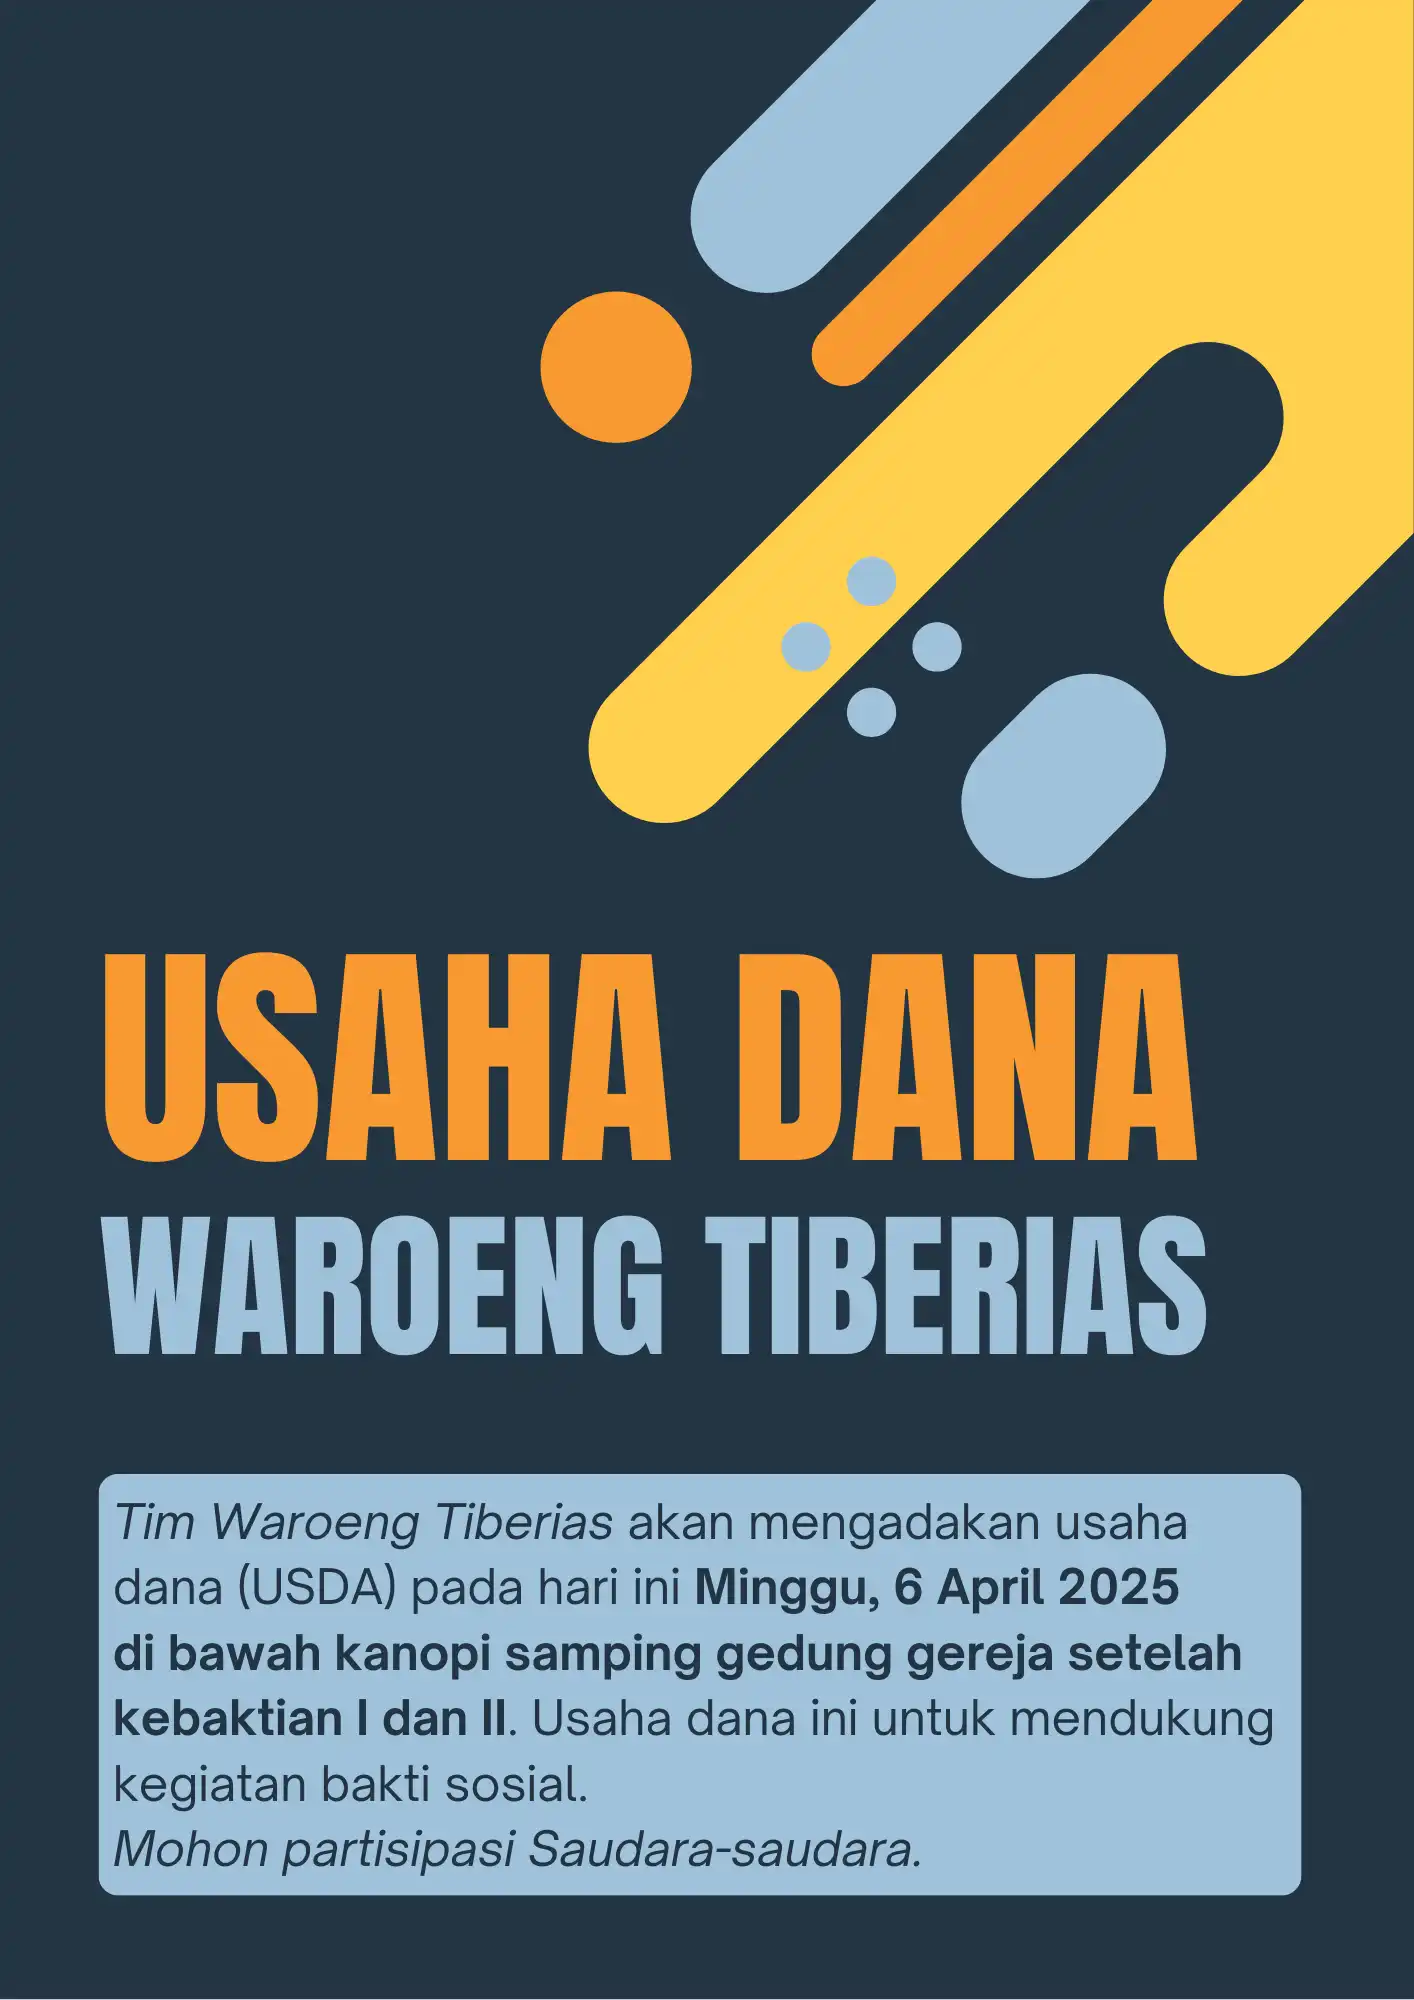 USAHA DANA
WAROENG TIBERIAS
Tim Waroeng Tiberias akan mengadakan usaha
dana (USDA) pada hari ini Minggu, 6 April 2025
di bawah kanopi samping gedung gereja setelah
kebaktian I dan II. Usaha dana ini untuk mendukung
kegiatan bakti sosial.
Mohon partisipasi Saudara-saudara.